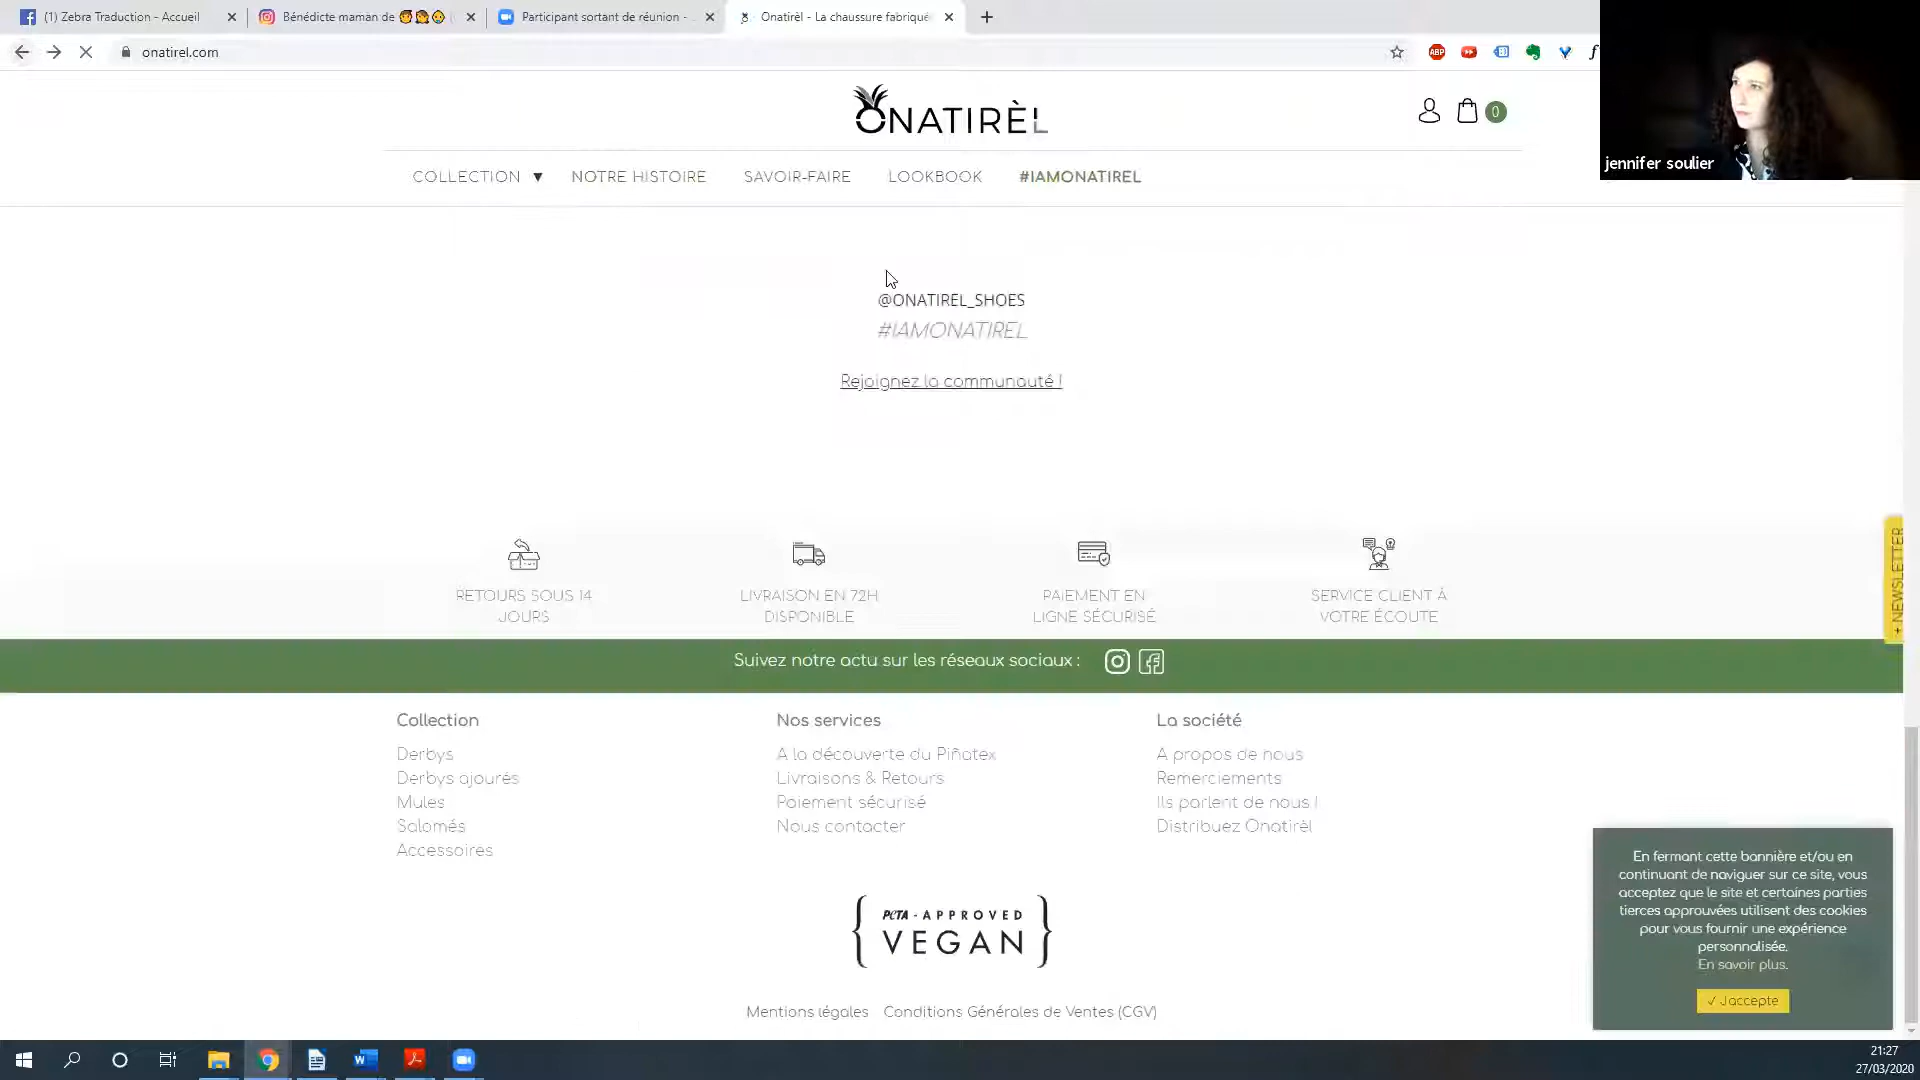 (1) Zebra Traduction - Accueil
Bénédicte maman de
Participant sortant de réunion -
Onatirèl - La chaussure fabriqué
onatirel.com
ABP
ONATIRÈL
0
jennifer soulier
COLLECTION ▼
NOTRE HISTOIRE
SAVOIR-FAIRE
LOOKBOOK
#IAMONATIREL
@ONATIREL_SHOES
#IAMONATIREL
Rejoignez la communauté !
RETOURS SOUS 14
JOURS
LIVRAISON EN 72H
DISPONIBLE
PAIEMENT EN
LIGNE SÉCURISÉ
SERVICE CLIENT À
VOTRE ÉCOUTE
+ NEWSLETTER
Suivez notre actu sur les réseaux sociaux :
Collection
Derbys
Derbys ajourés
Mules
Salomés
Accessoires
Nos services
A la découverte du Piñatex
Livraisons & Retours
Paiement sécurisé
Nous contacter
La société
A propos de nous
Remerciements
Ils parlent de nous !
Distribuez Onatirèl
PETA - APPROVED
VEGAN
Mentions légales
Conditions Générales de Ventes (CGV)
En fermant cette bannière et/ou en
continuant de naviguer sur ce site, vous
acceptez que le site et certaines parties
tierces approuvées utilisent des cookies
pour vous fournir une expérience
personnalisée.
En savoir plus.
✓ J'accepte
21:27
27/03/2020